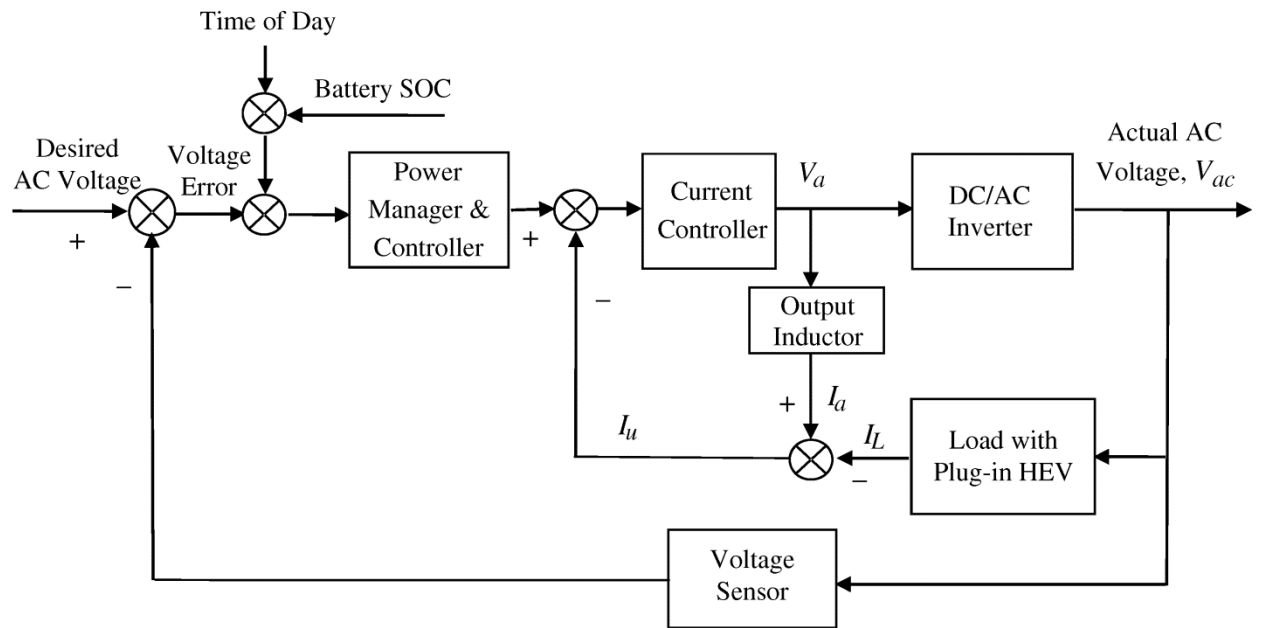 Time of Day
Battery SOC
Desired
AC Voltage
Voltage
Error
Power
Manager &
Controller
Current
Controller
V_a
DC/AC
Inverter
Actual AC
Voltage, V_ac
+
−
+
−
Output
Inductor
+
I_a
I_u
I_L
−
Load with
Plug-in HEV
Voltage
Sensor